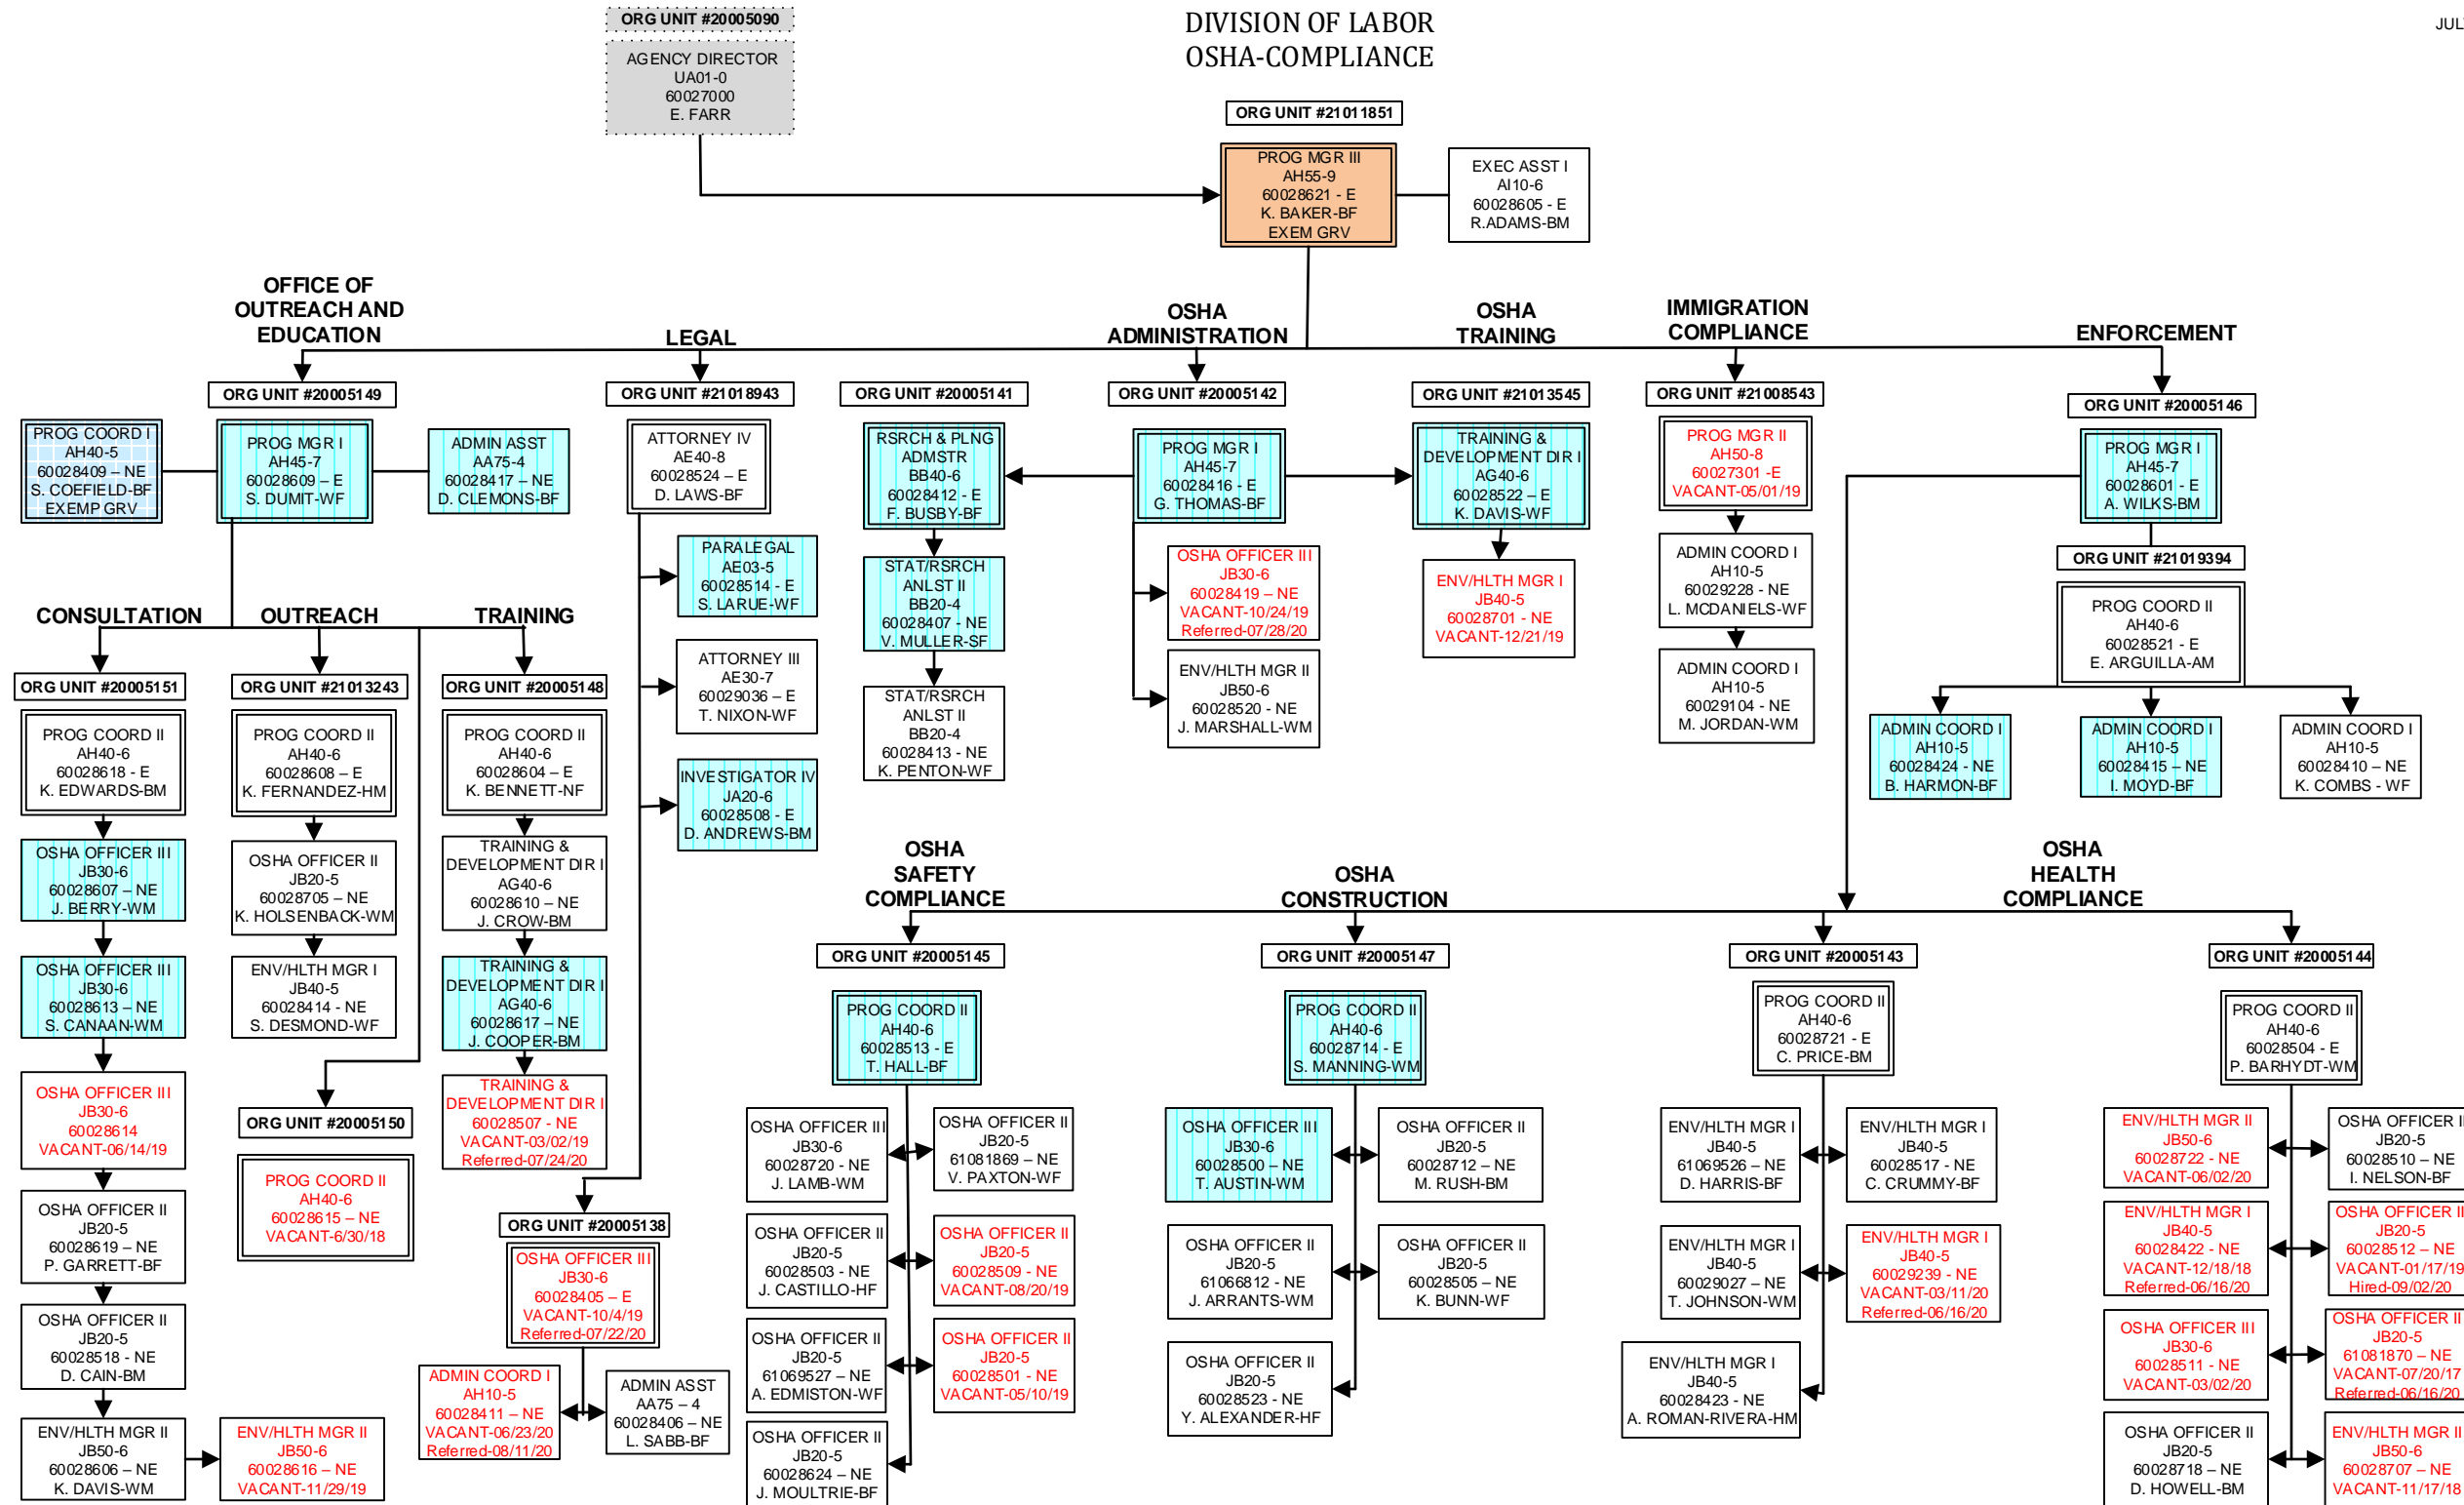 ORG UNIT #20005090
AGENCY DIRECTOR
UA01-0
60027000
E. FARR
DIVISION OF LABOR
OSHA-COMPLIANCE
ORG UNIT #21011851
PROG MGR III
AH55-9
60028621 - E
K. BAKER-BF
EXEM GRV
EXEC ASST I
AI10-6
60028605 - E
R.ADAMS-BM
OFFICE OF
OUTREACH AND
EDUCATION
LEGAL
OSHA
ADMINISTRATION
OSHA
TRAINING
IMMIGRATION
COMPLIANCE
ENFORCEMENT
ORG UNIT #20005149
PROG COORD I
AH40-5
60028409 – NE
S. COEFIELD-BF
EXEMP GRV
PROG MGR I
AH45-7
60028609 – E
S. DUMIT-WF
ADMIN ASST
AA75-4
60028417 – NE
D. CLEMONS-BF
ORG UNIT #21018943
ATTORNEY IV
AE40-8
60028524 – E
D. LAWS-BF
PARALEGAL
AE03-5
60028514 - E
S. LARUE-WF
ATTORNEY III
AE30-7
60029036 – E
T. NIXON-WF
INVESTIGATOR IV
JA20-6
60028508 - E
D. ANDREWS-BM
ORG UNIT #20005141
RSRCH & PLNG
ADMSTR
BB40-6
60028412 - E
F. BUSBY-BF
STAT/RSRCH
ANLST II
BB20-4
60028407 - NE
V. MULLER-SF
STAT/RSRCH
ANLST II
BB20-4
60028413 - NE
K. PENTON-WF
ORG UNIT #20005142
PROG MGR I
AH45-7
60028416 - E
G. THOMAS-BF
OSHA OFFICER III
JB30-6
60028419 – NE
VACANT-10/24/19
Referred-07/28/20
ENV/HLTH MGR II
JB50-6
60028520 - NE
J. MARSHALL-WM
ORG UNIT #21013545
TRAINING &
DEVELOPMENT DIR I
AG40-6
60028522 – E
K. DAVIS-WF
ENV/HLTH MGR I
JB40-5
60028701 - NE
VACANT-12/21/19
ORG UNIT #21008543
PROG MGR II
AH50-8
60027301 -E
VACANT-05/01/19
ADMIN COORD I
AH10-5
60029228 - NE
L. MCDANIELS-WF
ADMIN COORD I
AH10-5
60029104 - NE
M. JORDAN-WM
ORG UNIT #20005146
PROG MGR I
AH45-7
60028601 - E
A. WILKS-BM
ORG UNIT #21019394
PROG COORD II
AH40-6
60028521 - E
E. ARGUILLA-AM
ADMIN COORD I
AH10-5
60028424 - NE
B. HARMON-BF
ADMIN COORD I
AH10-5
60028415 – NE
I. MOYD-BF
ADMIN COORD I
AH10-5
60028410 – NE
K. COMBS - WF
CONSULTATION
OUTREACH
TRAINING
ORG UNIT #20005151
PROG COORD II
AH40-6
60028618 - E
K. EDWARDS-BM
OSHA OFFICER III
JB30-6
60028607 – NE
J. BERRY-WM
OSHA OFFICER III
JB30-6
60028613 – NE
S. CANAAN-WM
OSHA OFFICER III
JB30-6
60028614
VACANT-06/14/19
OSHA OFFICER II
JB20-5
60028619 – NE
P. GARRETT-BF
OSHA OFFICER II
JB20-5
60028518 - NE
D. CAIN-BM
ENV/HLTH MGR II
JB50-6
60028606 – NE
K. DAVIS-WM
ENV/HLTH MGR II
JB50-6
60028616 – NE
VACANT-11/29/19
ORG UNIT #21013243
PROG COORD II
AH40-6
60028608 – E
K. FERNANDEZ-HM
OSHA OFFICER II
JB20-5
60028705 – NE
K. HOLSENBACK-WM
ENV/HLTH MGR I
JB40-5
60028414 - NE
S. DESMOND-WF
ORG UNIT #20005150
PROG COORD II
AH40-6
60028615 – NE
VACANT-6/30/18
ORG UNIT #20005148
PROG COORD II
AH40-6
60028604 – E
K. BENNETT-NF
TRAINING &
DEVELOPMENT DIR I
AG40-6
60028610 – NE
J. CROW-BM
TRAINING &
DEVELOPMENT DIR I
AG40-6
60028617 – NE
J. COOPER-BM
TRAINING &
DEVELOPMENT DIR I
60028507 - NE
VACANT-03/02/19
Referred-07/24/20
ORG UNIT #20005138
OSHA OFFICER III
JB30-6
60028405 – E
VACANT-10/4/19
Referred-07/22/20
ADMIN COORD I
AH10-5
60028411 – NE
VACANT-06/23/20
Referred-08/11/20
ADMIN ASST
AA75 – 4
60028406 – NE
L. SABB-BF
OSHA
SAFETY
COMPLIANCE
OSHA
CONSTRUCTION
OSHA
HEALTH
COMPLIANCE
ORG UNIT #20005145
PROG COORD II
AH40-6
60028513 - E
T. HALL-BF
OSHA OFFICER III
JB30-6
60028720 - NE
J. LAMB-WM
OSHA OFFICER II
JB20-5
61081869 – NE
V. PAXTON-WF
OSHA OFFICER II
JB20-5
60028503 - NE
J. CASTILLO-HF
OSHA OFFICER II
JB20-5
60028509 - NE
VACANT-08/20/19
OSHA OFFICER II
JB20-5
61069527 – NE
A. EDMISTON-WF
OSHA OFFICER II
JB20-5
60028501 - NE
VACANT-05/10/19
OSHA OFFICER II
JB20-5
60028624 – NE
J. MOULTRIE-BF
ORG UNIT #20005147
PROG COORD II
AH40-6
60028714 - E
S. MANNING-WM
OSHA OFFICER III
JB30-6
60028500 – NE
T. AUSTIN-WM
OSHA OFFICER II
JB20-5
60028712 – NE
M. RUSH-BM
OSHA OFFICER II
JB20-5
61066812 - NE
J. ARRANTS-WM
OSHA OFFICER II
JB20-5
60028505 – NE
K. BUNN-WF
OSHA OFFICER II
JB20-5
60028523 - NE
Y. ALEXANDER-HF
ORG UNIT #20005143
PROG COORD II
AH40-6
60028721 - E
C. PRICE-BM
ENV/HLTH MGR I
JB40-5
61069526 – NE
D. HARRIS-BF
ENV/HLTH MGR I
JB40-5
60028517 - NE
C. CRUMMY-BF
ENV/HLTH MGR I
JB40-5
60029027 – NE
T. JOHNSON-WM
ENV/HLTH MGR I
JB40-5
60029239 - NE
VACANT-03/11/20
Referred-06/16/20
ENV/HLTH MGR I
JB40-5
60028423 - NE
A. ROMAN-RIVERA-HM
ORG UNIT #20005144
PROG COORD II
AH40-6
60028504 - E
P. BARHYDT-WM
ENV/HLTH MGR II
JB50-6
60028722 - NE
VACANT-06/02/20
OSHA OFFICER II
JB20-5
60028510 – NE
I. NELSON-BF
ENV/HLTH MGR I
JB40-5
60028422 - NE
VACANT-12/18/18
Referred-06/16/20
OSHA OFFICER II
JB20-5
60028512 – NE
VACANT-01/17/19
Hired-09/02/20
OSHA OFFICER III
JB30-6
60028511 - NE
VACANT-03/02/20
OSHA OFFICER II
JB20-5
61081870 – NE
VACANT-07/20/17
Referred-06/16/20
OSHA OFFICER II
JB20-5
60028718 – NE
D. HOWELL-BM
ENV/HLTH MGR II
JB50-6
60028707 - NE
VACANT-11/17/18